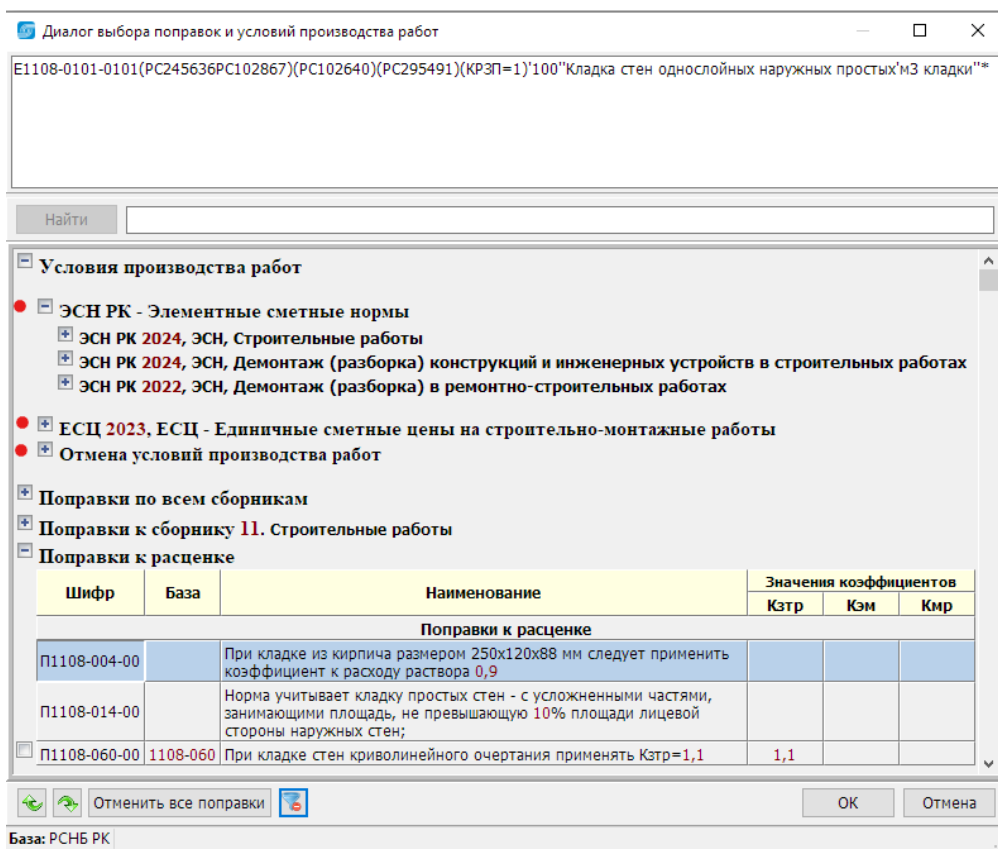 Диалог выбора поправок и условий производства работ
E1108-0101-0101(РС245636РС102867)(РС102640)(РС295491)(КРЗП=1)'100"Кладка стен однослойных наружных простых'м3 кладки"*
Найти
Условия производства работ
ЭСН РК - Элементные сметные нормы
ЭСН РК 2024, ЭСН, Строительные работы
ЭСН РК 2024, ЭСН, Демонтаж (разборка) конструкций и инженерных устройств в строительных работах
ЭСН РК 2022, ЭСН, Демонтаж (разборка) в ремонтно-строительных работах
ЕСЦ 2023, ЕСЦ - Единичные сметные цены на строительно-монтажные работы
Отмена условий производства работ
Поправки по всем сборникам
Поправки к сборнику 11. Строительные работы
Поправки к расценке
Шифр База Наименование Значения коэффициентов
Кзтр Кэм Кмр
Поправки к расценке
П1108-004-00 При кладке из кирпича размером 250х120х88 мм следует применить
коэффициент к расходу раствора 0,9
П1108-014-00 Норма учитывает кладку простых стен - с усложненными частями,
занимающими площадь, не превышающую 10% площади лицевой
стороны наружных стен;
П1108-060-00 1108-060 При кладке стен криволинейного очертания применять Кзтр=1,1 1,1
Отменить все поправки ОК Отмена
База: РСНБ РК